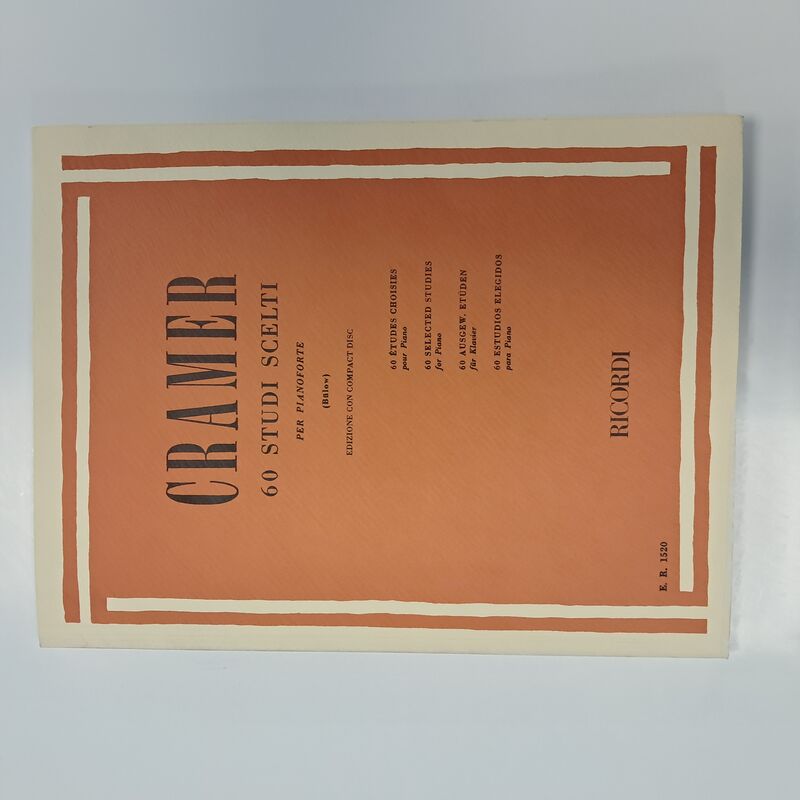 CRAMER
60 STUDI SCELTI
PER PIANOFORTE
(Bülow)
EDIZIONE CON COMPACT DISC
60 ÉTUDES CHOISIES
pour Piano
60 SELECTED STUDIES
for Piano
60 AUSGEW. ETÜDEN
für Klavier
60 ESTUDIOS ELEGIDOS
para Piano
RICORDI
E. R. 1520